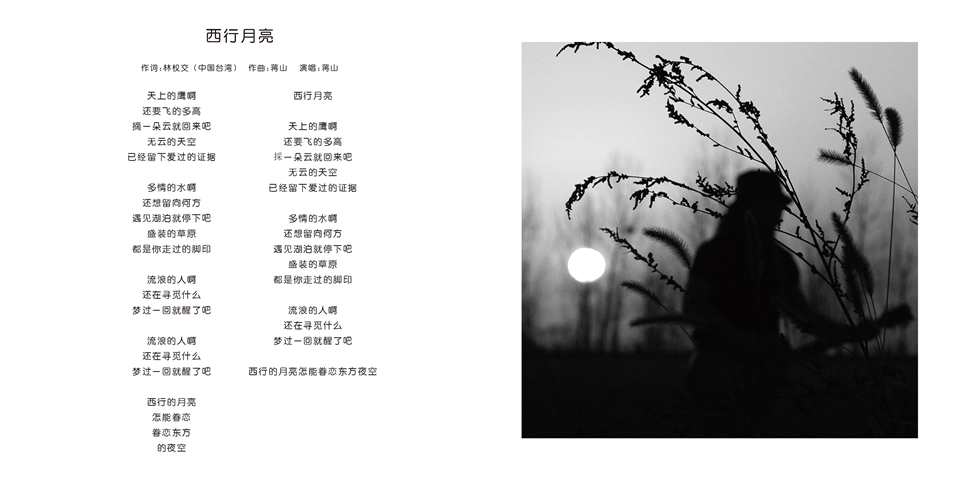 西行月亮
作词:林权交（中国台湾） 作曲:蒋山 演唱:蒋山
天上的鹰啊
还要飞的多高
摘一朵云就回来吧
无云的天空
已经留下爱过的证据
多情的水啊
还想留向何方
遇见湖泊就停下吧
盛装的草原
都是你走过的脚印
流浪的人啊
还在寻觅什么
梦过一回就醒了吧
流浪的人啊
还在寻觅什么
梦过一回就醒了吧
西行的月亮
怎能眷恋
眷恋东方
的夜空
西行月亮
天上的鹰啊
还要飞的多高
採一朵云就回来吧
无云的天空
已经留下爱过的证据
多情的水啊
还想留向何方
遇见湖泊就停下吧
盛装的草原
都是你走过的脚印
流浪的人啊
还在寻觅什么
梦过一回就醒了吧
西行的月亮怎能眷恋东方夜空